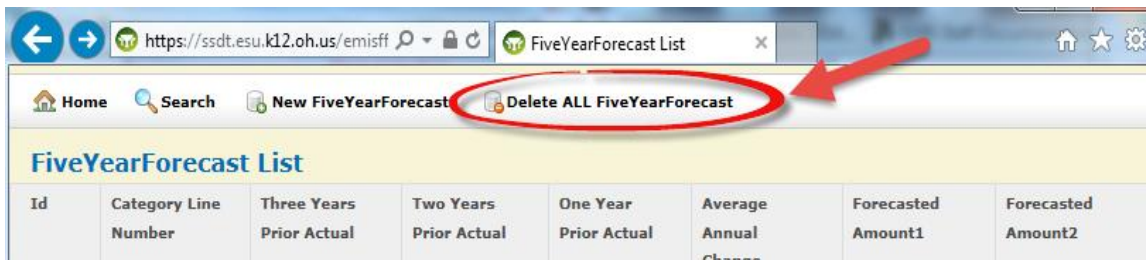 https://ssdt.esu.k12.oh.us/emisff
FiveYearForecast List
Home Search New FiveYearForecast Delete ALL FiveYearForecast
FiveYearForecast List
Id Category Line Three Years Two Years One Year Average Forecasted Forecasted
Number Prior Actual Prior Actual Prior Actual Annual Amount1 Amount2
Change